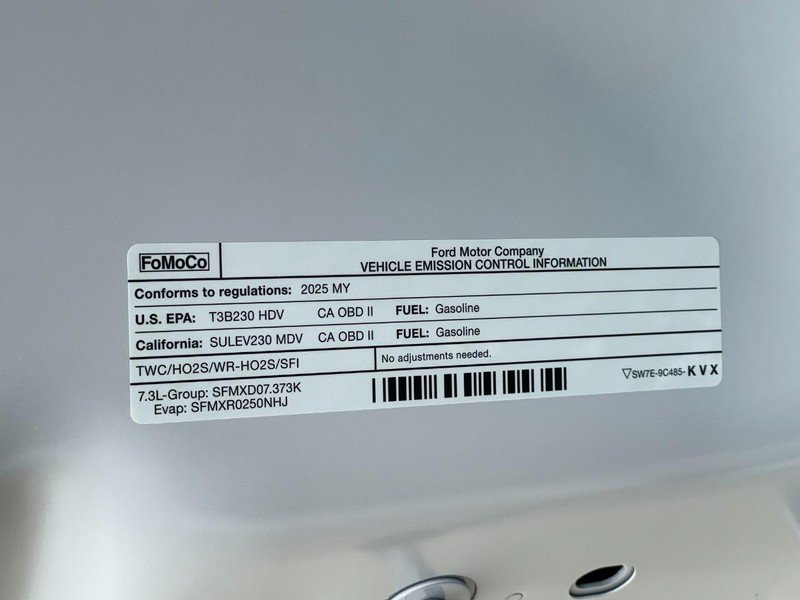 FoMoCo
Ford Motor Company
VEHICLE EMISSION CONTROL INFORMATION
Conforms to regulations: 2025 MY
U.S. EPA: T3B230 HDV CA OBD II FUEL: Gasoline
California: SULEV230 MDV CA OBD II FUEL: Gasoline
TWC/HO2S/WR-HO2S/SFI
No adjustments needed.
7.3L-Group: SFMXD07.373K
Evap: SFMXR0250NHJ
▽SW7E-9C485- K V X